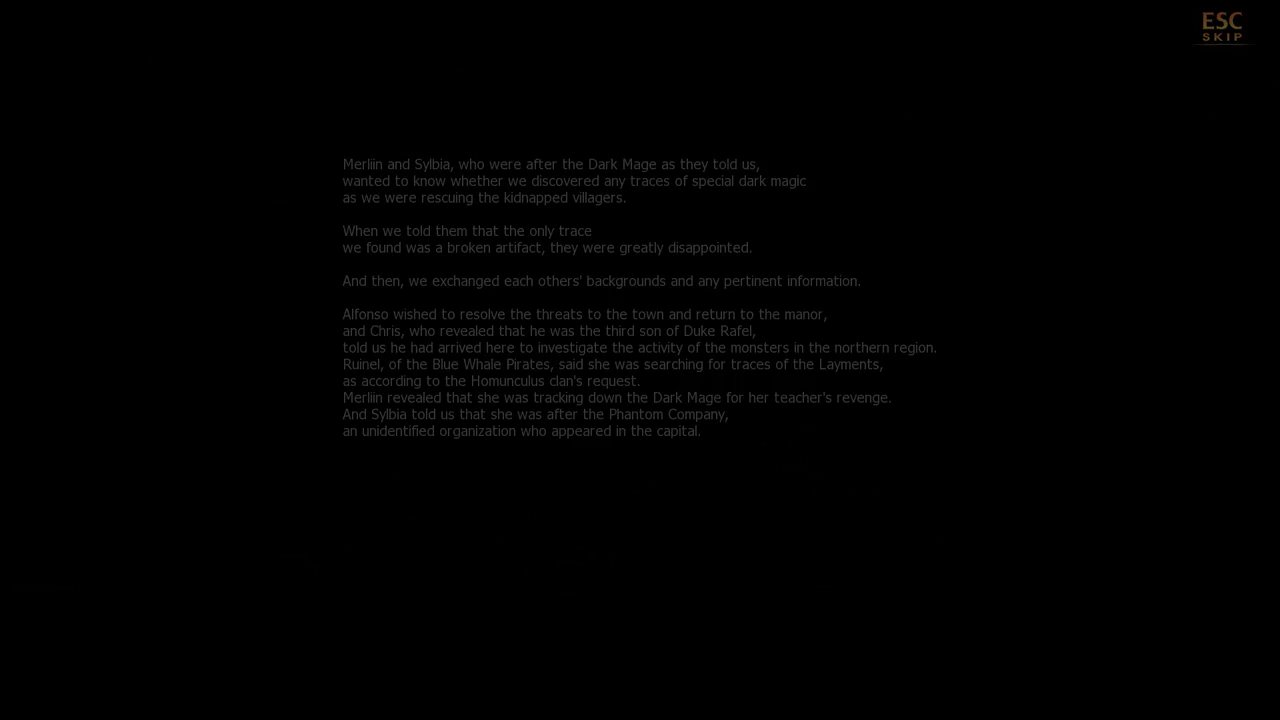 ESC
SKIP
Merliin and Sylbia, who were after the Dark Mage as they told us,
wanted to know whether we discovered any traces of special dark magic
as we were rescuing the kidnapped villagers.
When we told them that the only trace
we found was a broken artifact, they were greatly disappointed.
And then, we exchanged each others' backgrounds and any pertinent information.
Alfonso wished to resolve the threats to the town and return to the manor,
and Chris, who revealed that he was the third son of Duke Rafel,
told us he had arrived here to investigate the activity of the monsters in the northern region.
Ruinel, of the Blue Whale Pirates, said she was searching for traces of the Layments,
as according to the Homunculus clan's request.
Merliin revealed that she was tracking down the Dark Mage for her teacher's revenge.
And Sylbia told us that she was after the Phantom Company,
an unidentified organization who appeared in the capital.